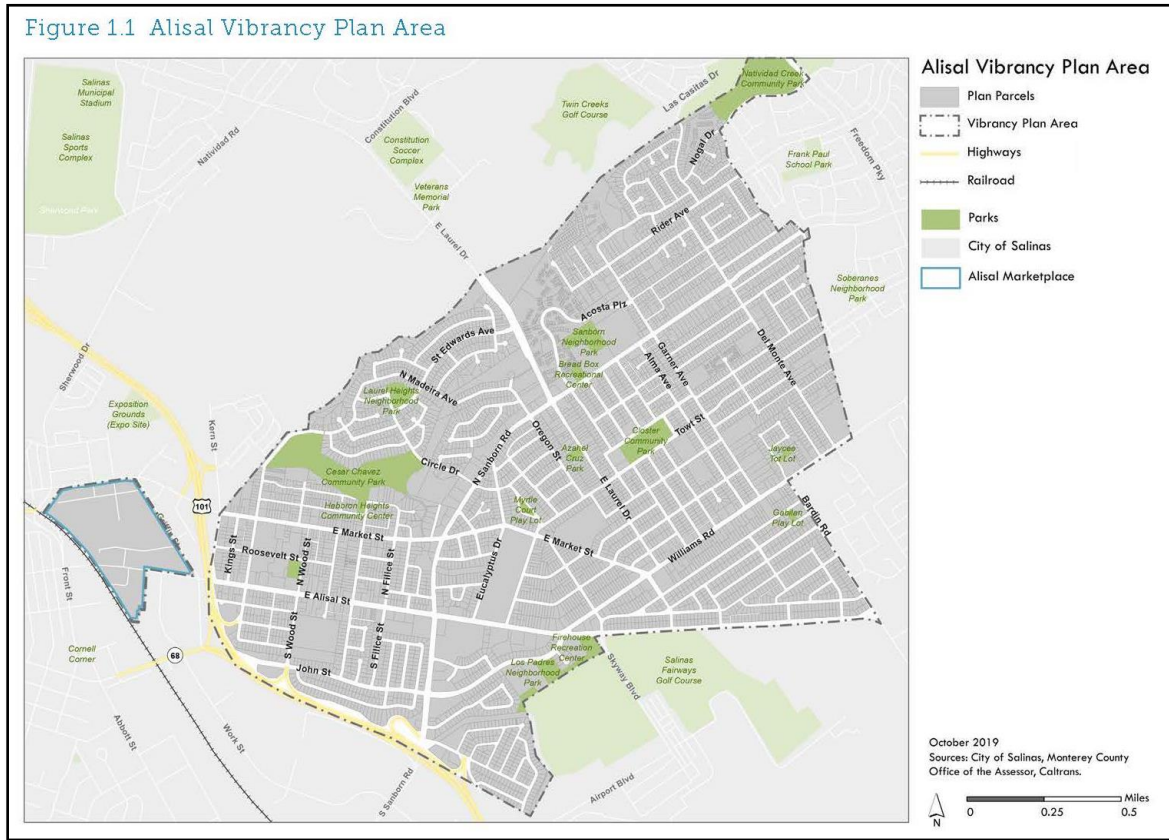 Figure 1.1 Alisal Vibrancy Plan Area
Salinas
Municipal
Stadium
Salinas
Sports
Complex
Sherwood Park
Natividad Rd
Constitution Blvd
Constitution
Soccer
Complex
Veterans
Memorial
Park
E Laurel Dr
Twin Creeks
Golf Course
Las Casitas Dr
Natividad Creek
Community Park
Nogal Dr
Frank Paul
School Park
Freedom Pky
Rider Ave
Soberanes
Neighborhood
Park
Acosta Plz
Sanborn
Neighborhood
Park
Bread Box
Recreational
Center
St Edwards Ave
N Madeira Ave
Laurel Heights
Neighborhood
Park
Garner Ave
Alma Ave
Del Monte Ave
Sherwood Dr
Exposition
Grounds
(Expo Site)
Kern St
101
Circle Dr
N Sanborn Rd
Oregon St
Azahel
Cruz
Park
Closter
Community
Park
Towt St
Jaycee
Tot Lot
Cesar Chavez
Community Park
Hebbron Heights
Community Center
Myrtle
Court
Play Lot
E Laurel Dr
Gabilan
Play Lot
Bardin Rd
E Market St
E Market St
Williams Rd
Kings St
Roosevelt St
N Wood St
N Filice St
Eucalyptus Dr
Griffin St
Front St
E Alisal St
S Wood St
S Filice St
John St
Firehouse
Recreation
Center
Los Padres
Neighborhood
Park
Skyway Blvd
Salinas
Fairways
Golf Course
Cornell
Corner
68
Abbott St
Work St
S Sanborn Rd
Airport Blvd
Alisal Vibrancy Plan Area
Plan Parcels
Vibrancy Plan Area
Highways
Railroad
Parks
City of Salinas
Alisal Marketplace
October 2019
Sources: City of Salinas, Monterey County
Office of the Assessor, Caltrans.
N
Miles
0 0.25 0.5